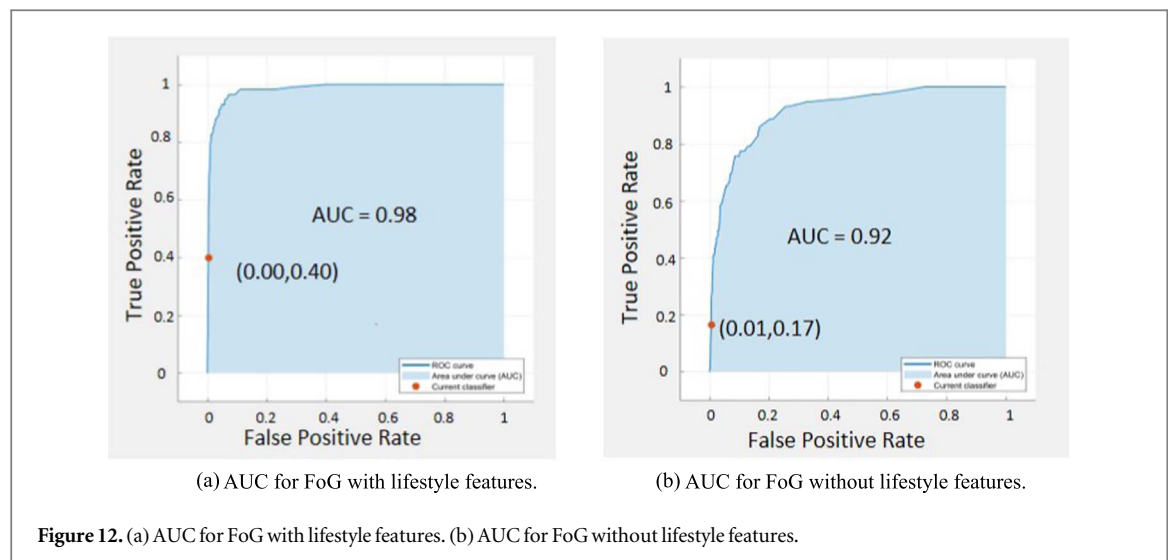 1
0.8
0.6
0.4
0.2
0
True Positive Rate
AUC = 0.98
(0.00,0.40)
ROC curve
Area under curve (AUC)
Current classifier
0 0.2 0.4 0.6 0.8 1
False Positive Rate
(a) AUC for FoG with lifestyle features.
1
0.8
0.6
0.4
0.2
0
True Positive Rate
AUC = 0.92
(0.01,0.17)
ROC curve
Area under curve (AUC)
Current classifier
0 0.2 0.4 0.6 0.8 1
False Positive Rate
(b) AUC for FoG without lifestyle features.
Figure 12. (a) AUC for FoG with lifestyle features. (b) AUC for FoG without lifestyle features.